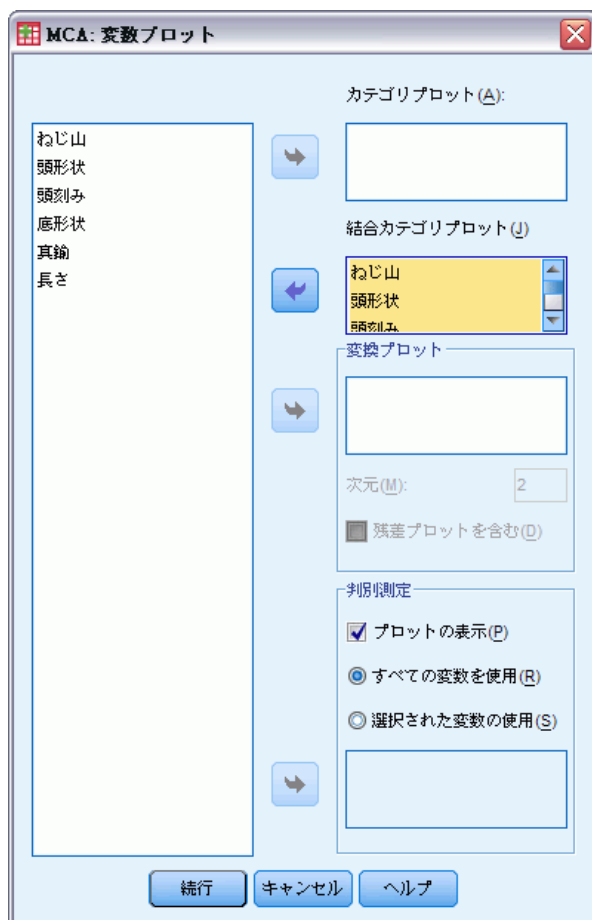 MCA: 変数プロット
カテゴリプロット(A):
ねじ山
頭形状
頭刻み
底形状
真鍮
長さ
結合カテゴリプロット(J)
ねじ山
頭形状
頭刻み
変換プロット
次元(M):
2
残差プロットを含む(D)
判別測定
プロットの表示(P)
すべての変数を使用(R)
選択された変数の使用(S)
続行
キャンセル
ヘルプ